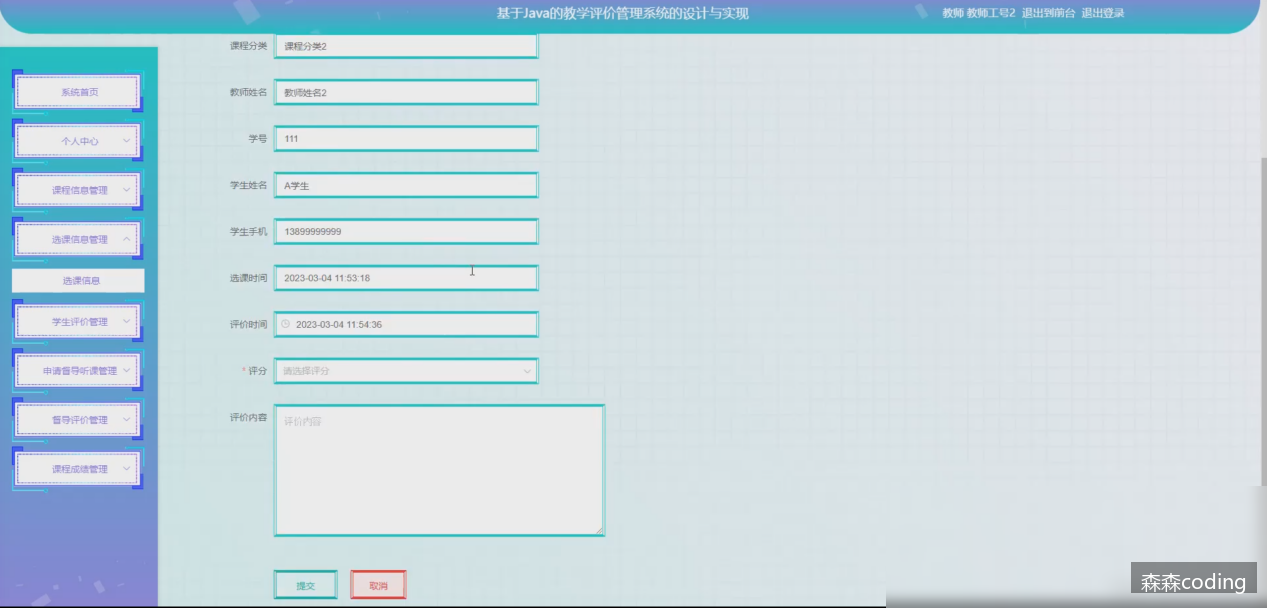 基于Java的教学评价管理系统的设计与实现
教师 教师工号2 退出到前台 退出登录
系统首页
个人中心
课程信息管理
选课信息管理
选课信息
学生评价管理
申请督导听课管理
督导评价管理
课程成绩管理
课程分类 课程分类2
教师姓名 教师姓名2
学号 111
学生姓名 A学生
学生手机 13899999999
选课时间 2023-03-04 11:53:18
评价时间 2023-03-04 11:54:36
* 评分 请选择评分
评价内容 评价内容
提交 取消
森森coding